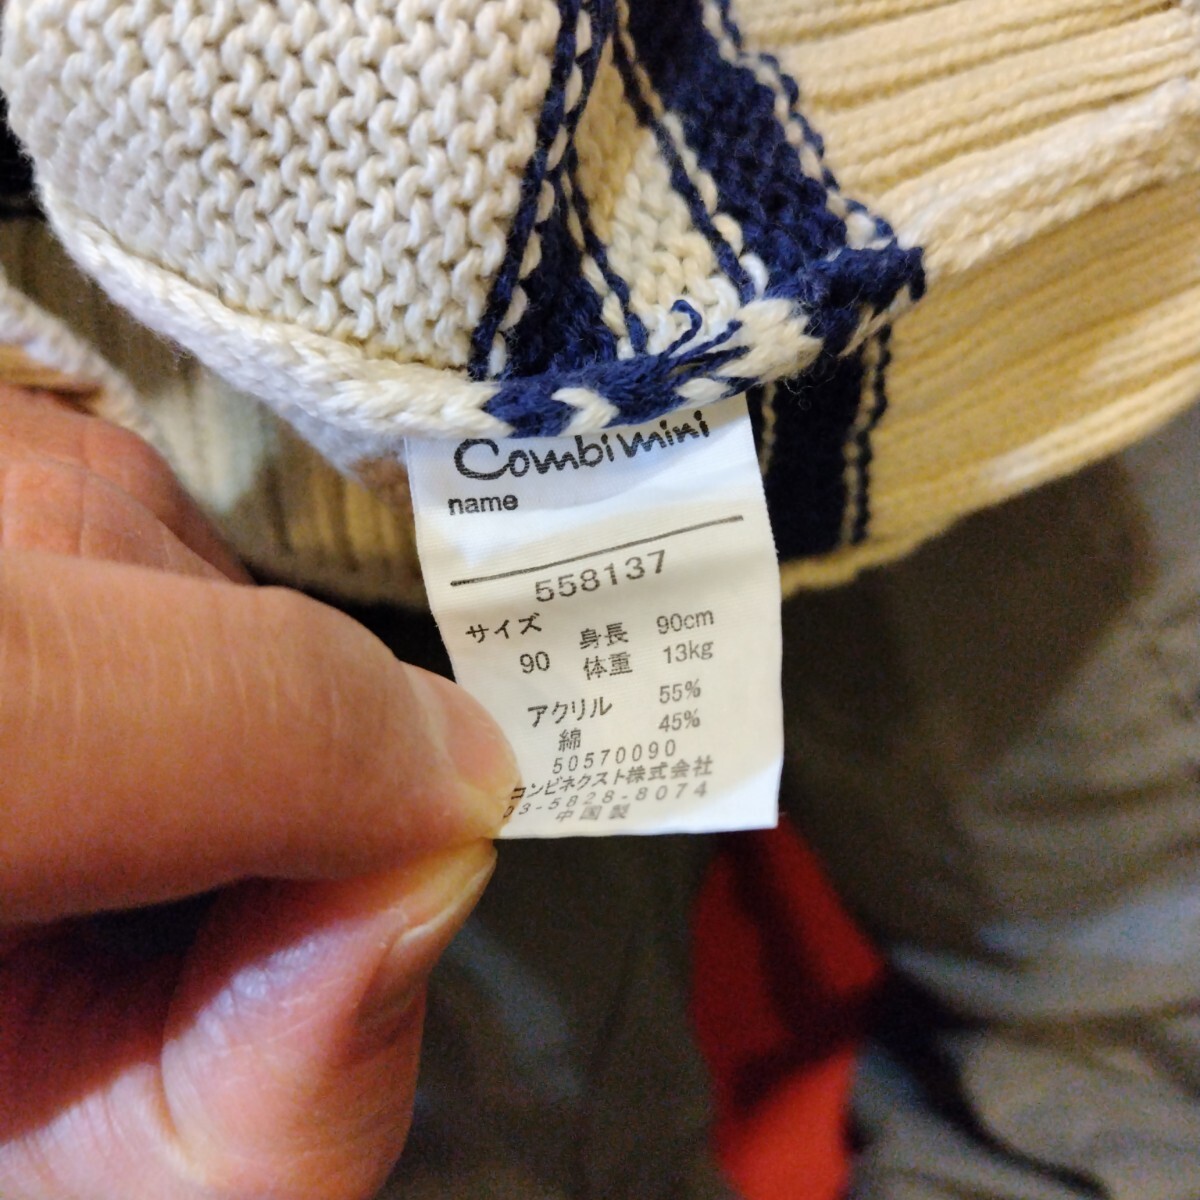 Combimini
name
558137
サイズ 身長 90cm
90 体重 13kg
アクリル 55%
綿 45%
50570090
コンビネクスト株式会社
03-5828-8074
中国製